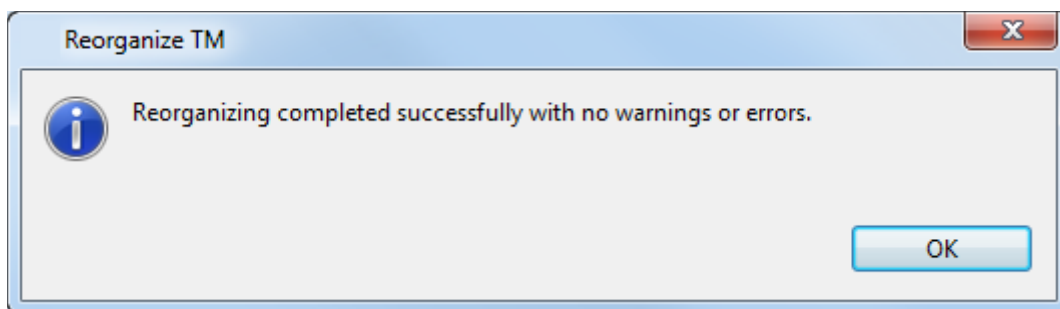 Reorganize TM
Reorganizing completed successfully with no warnings or errors.
OK